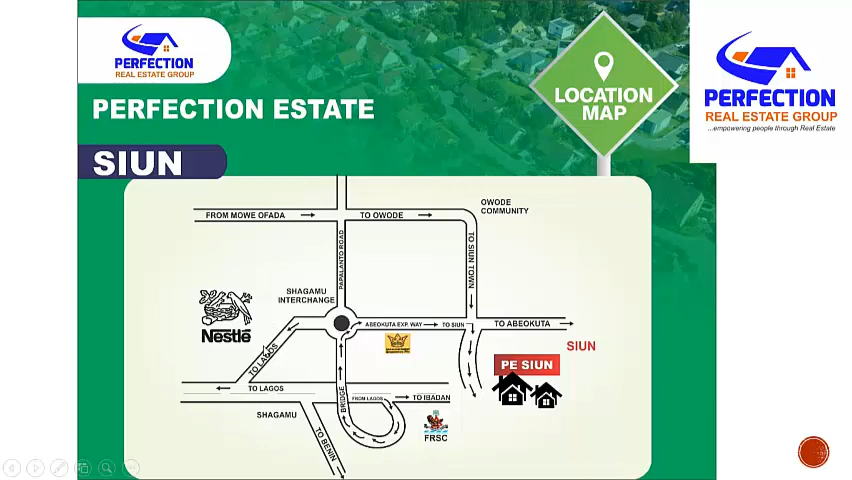 PERFECTION
REAL ESTATE GROUP
PERFECTION ESTATE
SIUN
LOCATION
MAP
PERFECTION
REAL ESTATE GROUP
...empowering people through Real Estate
OWODE
COMMUNITY
FROM MOWE OFADA
TO OWODE
PAPALANTO ROAD
TO SIUN TOWN
SHAGAMU
INTERCHANGE
Nestlé
ABEOKUTA EXP. WAY
TO SIUN
TO ABEOKUTA
SIUN
PE SIUN
TO LAGOS
TO LAGOS
BRIDGE
FROM LAGOS
TO IBADAN
SHAGAMU
TO BENIN
FRSC